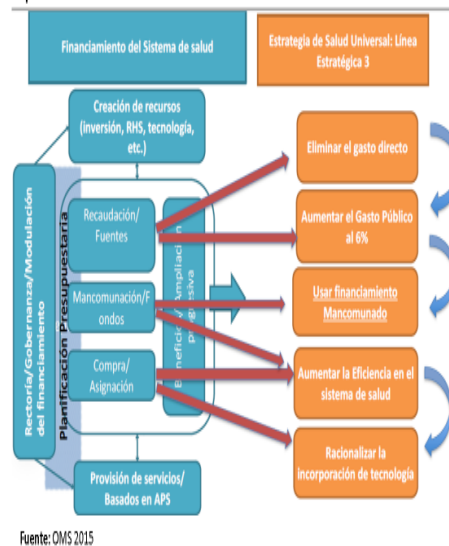 Financiamiento del Sistema de salud
Estrategia de Salud Universal: Línea
Estratégica 3
Creación de recursos
(inversión, RHS, tecnología,
etc.)
Rectoría/Gobernanza/Modulación
del financiamiento
Planificación Presupuestaria
Recaudación/
Fuentes
Mancomunación/F
ondos
Compra/
Asignación
Beneficios/Ampliación
progresiva
Provisión de servicios/
Basados en APS
Eliminar el gasto directo
Aumentar el Gasto Público
al 6%
Usar financiamiento
Mancomunado
Aumentar la Eficiencia en el
sistema de salud
Racionalizar la
incorporación de tecnología
Fuente: OMS 2015